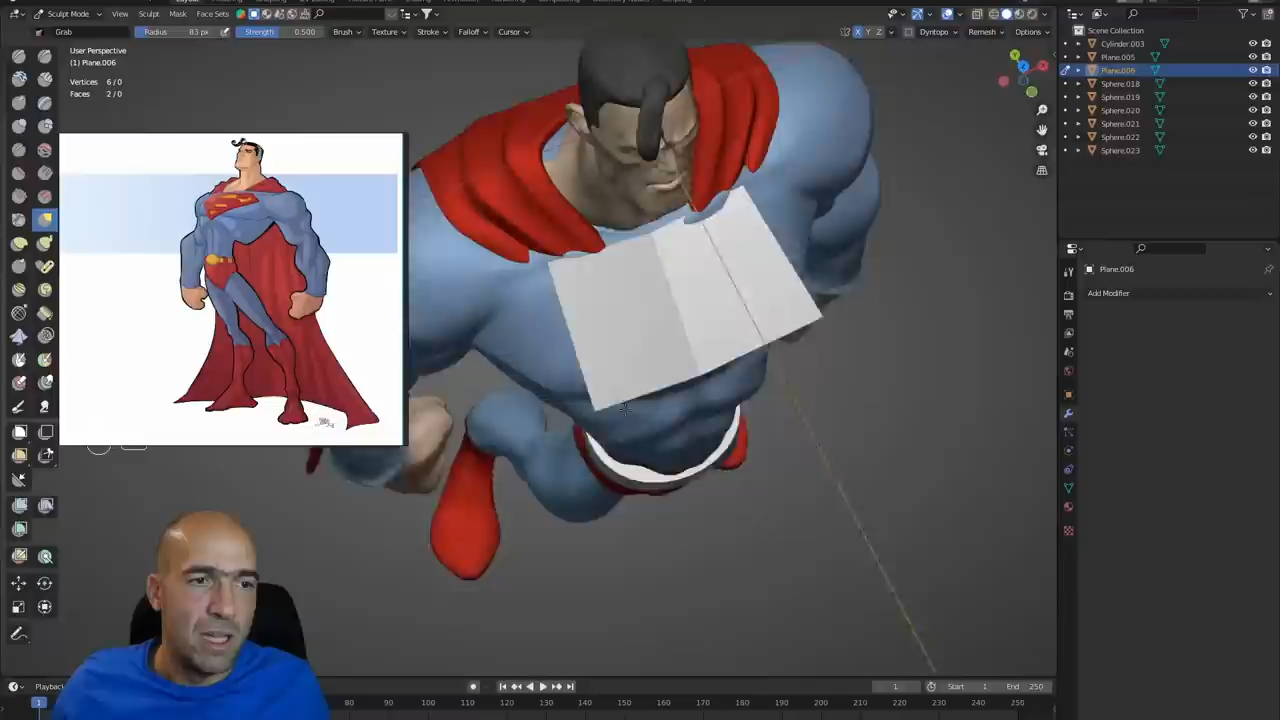 Sculpt Mode View Sculpt Mask Face Sets
Grab Radius 83 px Strength 0.500 Brush Texture Stroke Falloff Cursor X Y Z Dyntopo Remesh Options
User Perspective
(1) Plane.006
Vertices 6/0
Faces 2/0
Scene Collection
Cylinder.003
Plane.005
Plane.006
Sphere.018
Sphere.019
Sphere.020
Sphere.021
Sphere.022
Sphere.023
Plane.006
Add Modifier
Playback
1 Start 1 End 250
1 80 90 100 110 120 130 140 150 160 170 180 190 200 210 220 230 240 250